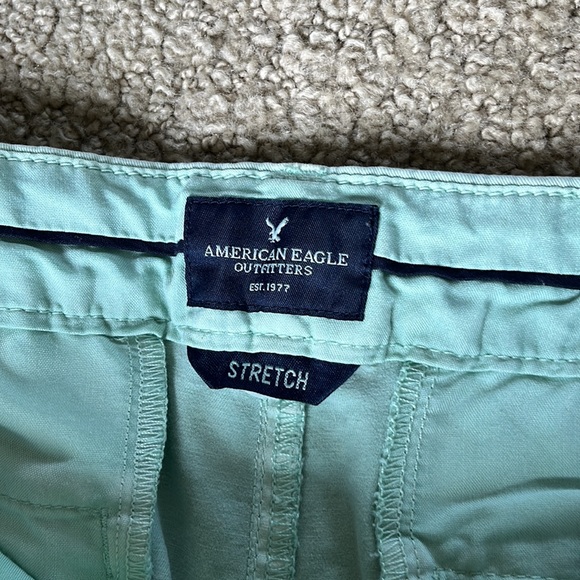 AMERICAN EAGLE
OUTFITTERS
EST. 1977
STRETCH